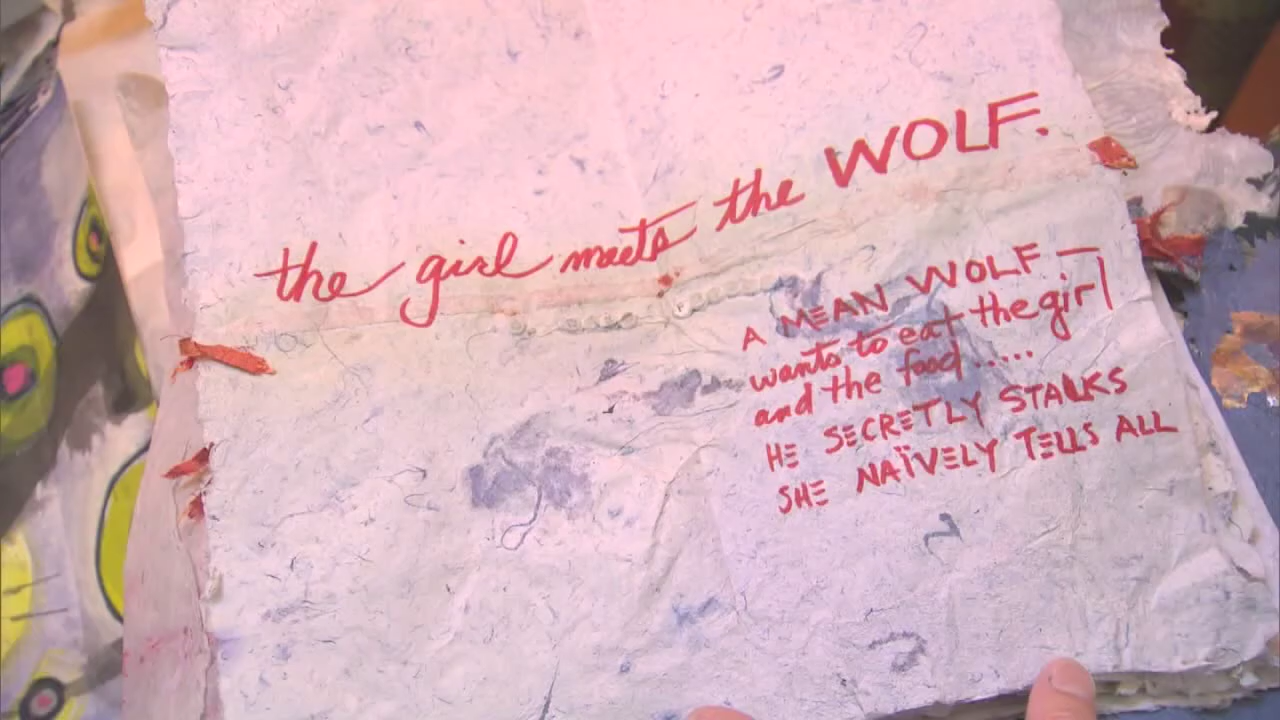 the girl meets the WOLF.
A MEAN WOLF
wants to eat the girl
and the food .....
HE SECRETLY STALKS
SHE NAÏVELY TELLS ALL